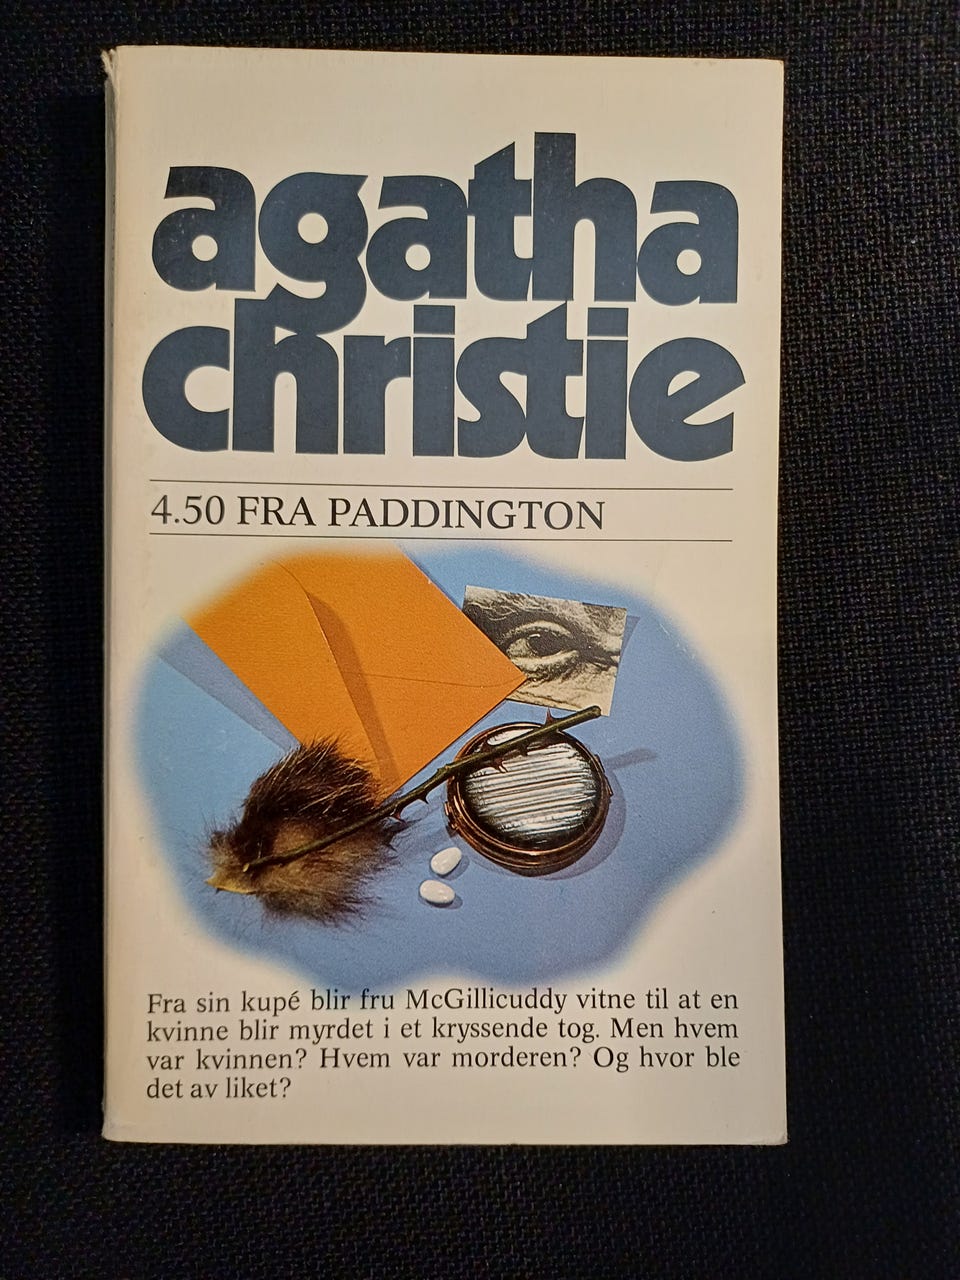 agatha
christie
4.50 FRA PADDINGTON
Fra sin kupé blir fru McGillicuddy vitne til at en
kvinne blir myrdet i et kryssende tog. Men hvem
var kvinnen? Hvem var morderen? Og hvor ble
det av liket?